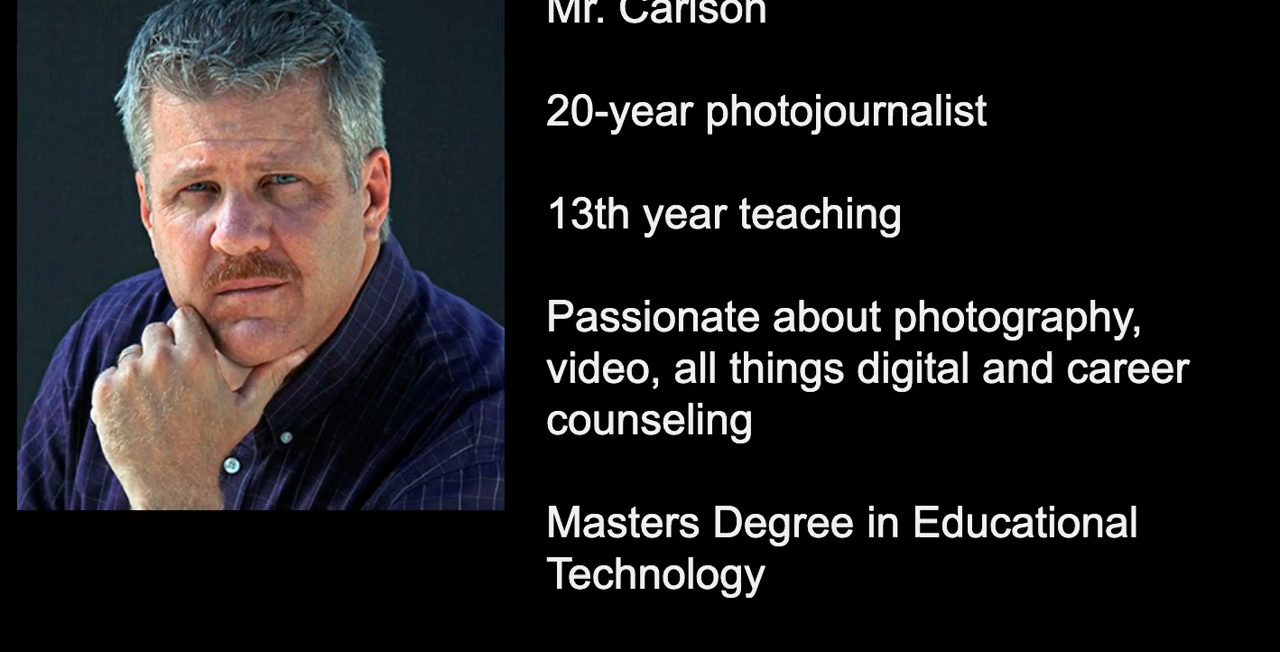 Mr. Carlson
20-year photojournalist
13th year teaching
Passionate about photography,
video, all things digital and career
counseling
Masters Degree in Educational
Technology